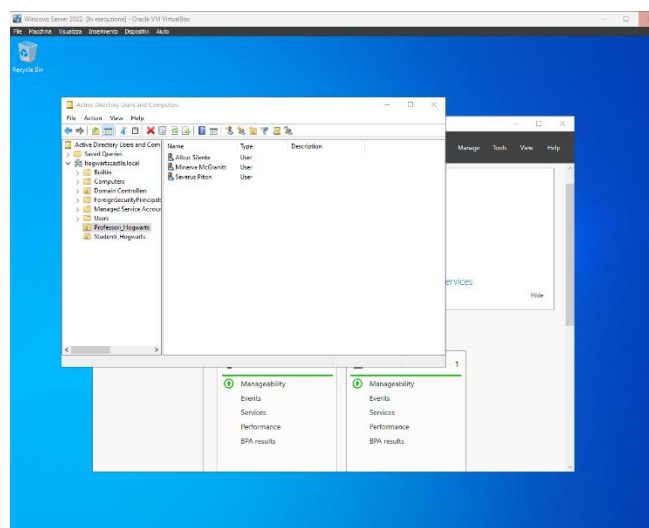 Windows Server 2022 [In esecuzione] - Oracle VM VirtualBox
File Macchina Visualizza Inserimento Dispositivi Aiuto
Recycle Bin
Active Directory Users and Computers
File Action View Help
Active Directory Users and Com
Saved Queries
hogwartscastle.local
Builtin
Computers
Domain Controllers
ForeignSecurityPrincipals
Managed Service Accour
Users
Professori_Hogwarts
Studenti_Hogwarts
Name Type Description
Albus Silente User
Minerva McGranitt User
Severus Piton User
Manage Tools View Help
ervices
Hide
1
Manageability
Events
Services
Performance
BPA results
Manageability
Events
Services
Performance
BPA results